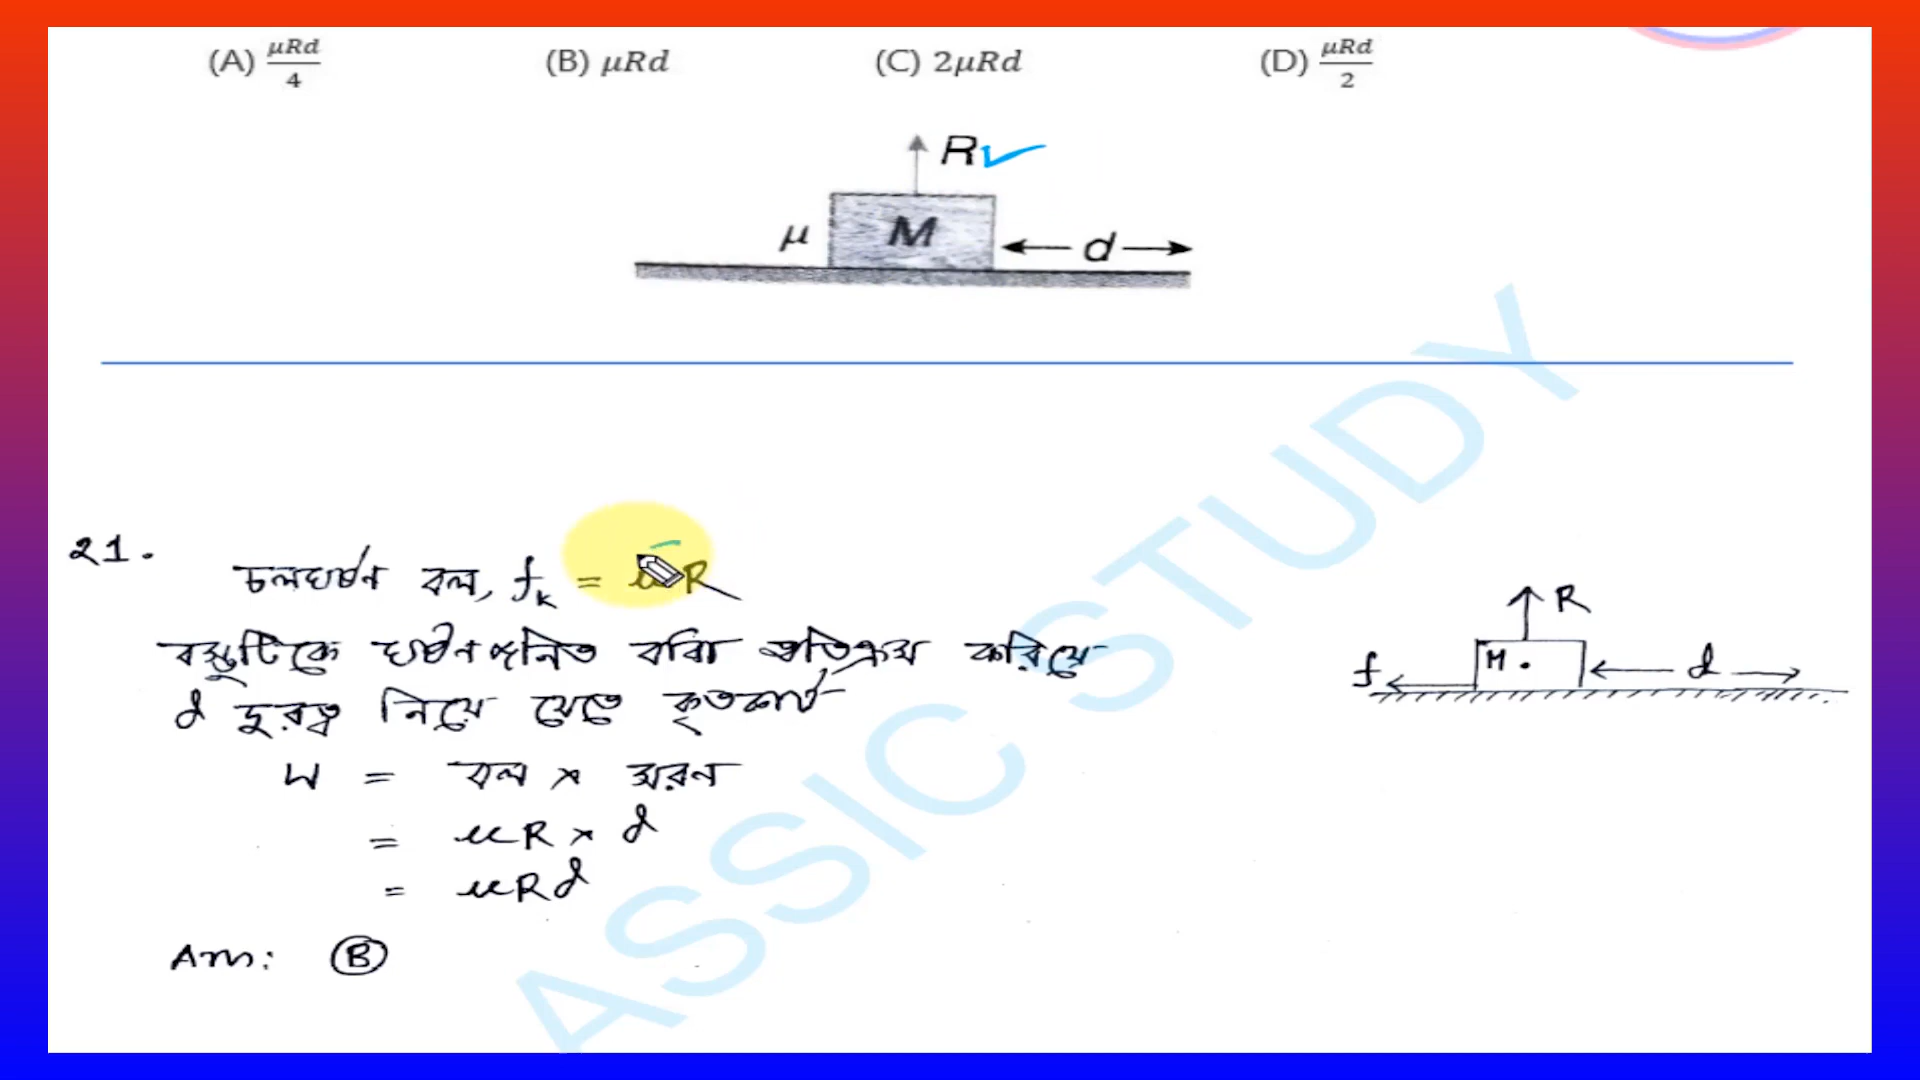 (A) μRd/4 (B) μRd (C) 2μRd (D) μRd/2
R
μ M d
21.
চলঘর্ষণ বল, fₖ = μR
বস্তুটিকে ঘর্ষণজনিত বাধা অতিক্রম করিয়ে
d দূরত্ব নিয়ে যেতে কৃতকার্য
W = বল × সরণ
= μR × d
= μRd
Ans: B
R
f M d
ASSIC STUDY